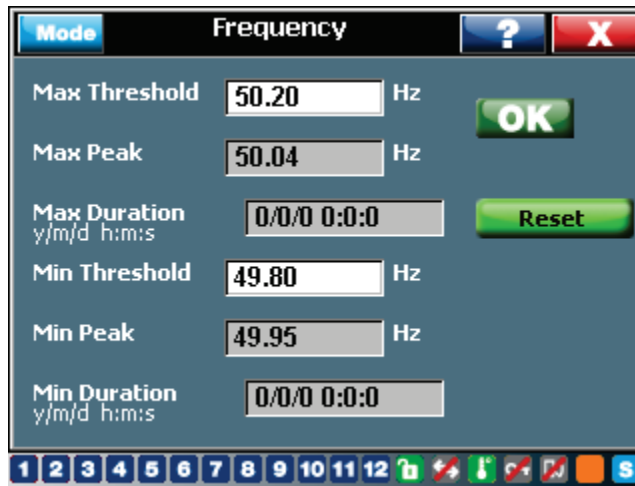 Mode Frequency ? X
Max Threshold 50.20 Hz
OK
Max Peak 50.04 Hz
Max Duration 0/0/0 0:0:0 Reset
y/m/d h:m:s
Min Threshold 49.80 Hz
Min Peak 49.95 Hz
Min Duration 0/0/0 0:0:0
y/m/d h:m:s
1 2 3 4 5 6 7 8 9 10 11 12 S